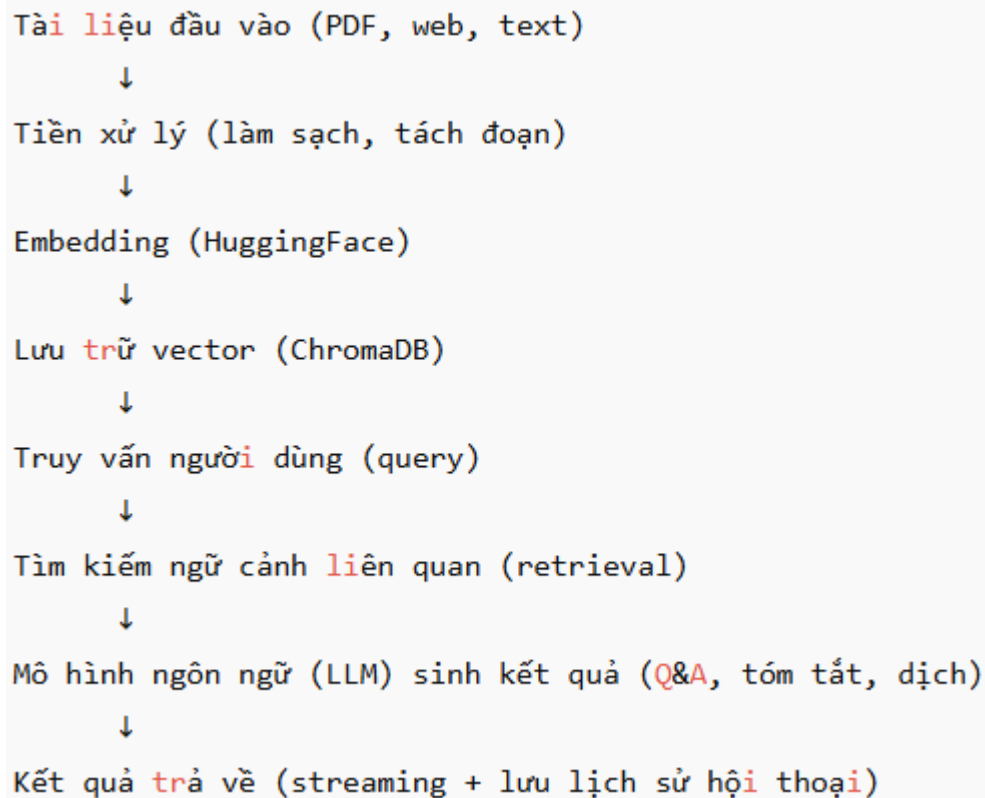 Tài liệu đầu vào (PDF, web, text)
↓
Tiền xử lý (làm sạch, tách đoạn)
↓
Embedding (HuggingFace)
↓
Lưu trữ vector (ChromaDB)
↓
Truy vấn người dùng (query)
↓
Tìm kiếm ngữ cảnh liên quan (retrieval)
↓
Mô hình ngôn ngữ (LLM) sinh kết quả (Q&A, tóm tắt, dịch)
↓
Kết quả trả về (streaming + lưu lịch sử hội thoại)